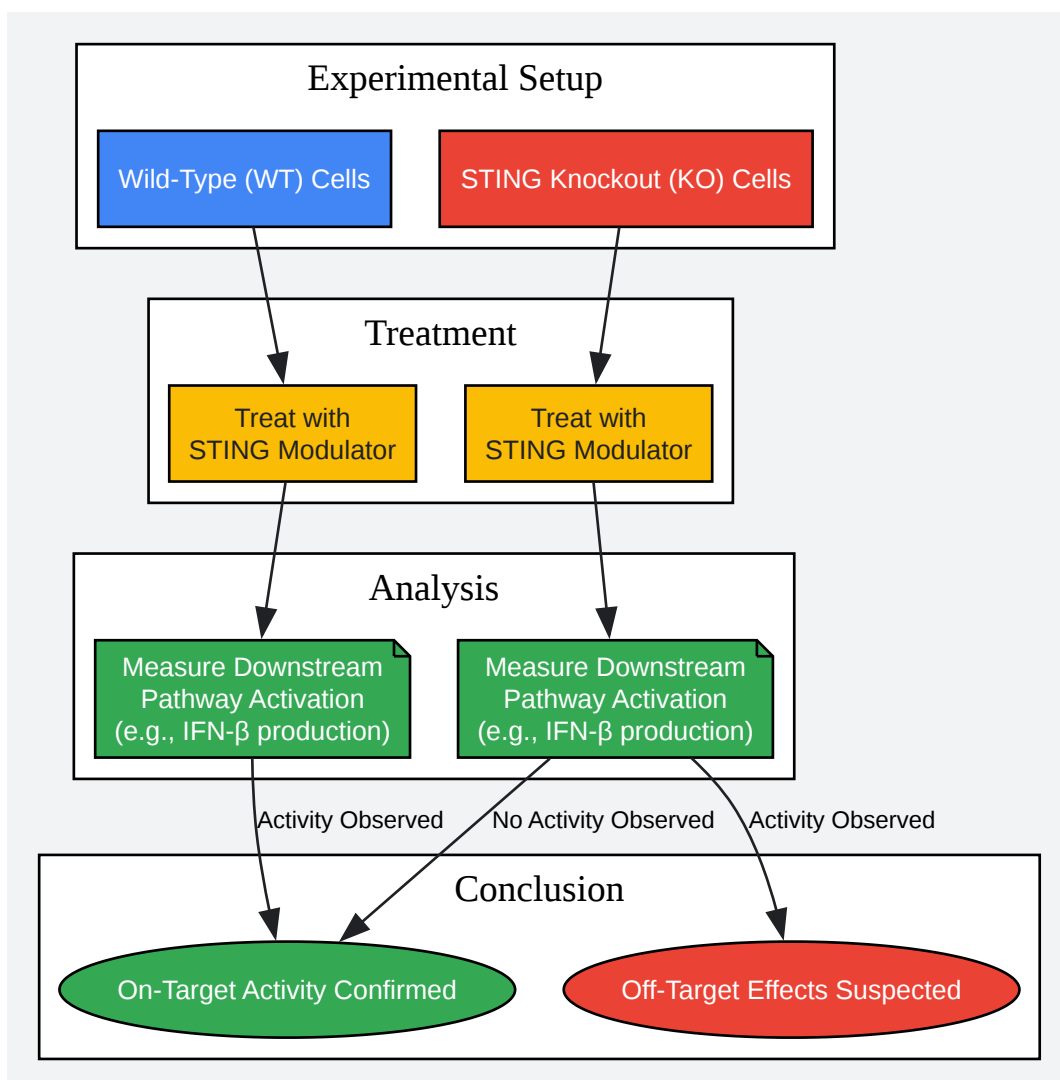 Experimental Setup
Wild-Type (WT) Cells
STING Knockout (KO) Cells
Treatment
Treat with
STING Modulator
Treat with
STING Modulator
Analysis
Measure Downstream
Pathway Activation
(e.g., IFN-β production)
Measure Downstream
Pathway Activation
(e.g., IFN-β production)
Activity Observed
No Activity Observed
Activity Observed
Conclusion
On-Target Activity Confirmed
Off-Target Effects Suspected